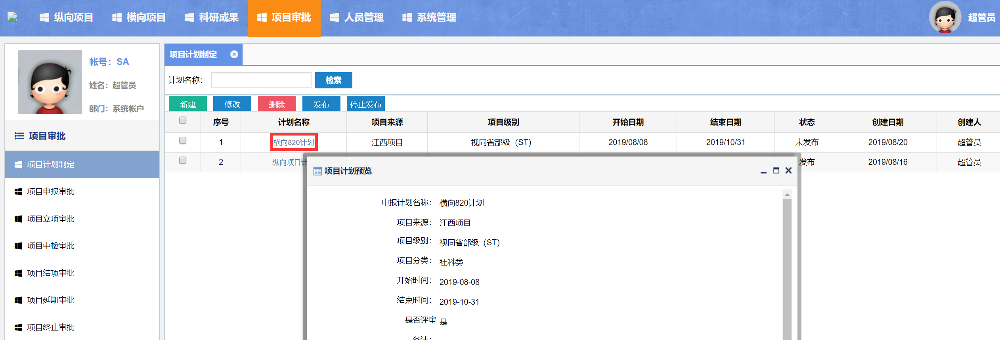 纵向项目 横向项目 科研成果 项目审批 人员管理 系统管理 超管员
帐号：SA
姓名：超管员
部门：系统帐户
项目审批
项目计划制定
项目申报审批
项目立项审批
项目中检审批
项目结项审批
项目延期审批
项目终止审批
项目计划制定
计划名称： 检索
新建 修改 删除 发布 停止发布
序号 计划名称 项目来源 项目级别 开始日期 结束日期 状态 创建日期 创建人
1 横向820计划 江西项目 视同省部级（ST） 2019/08/08 2019/10/31 未发布 2019/08/20 超管员
2 纵向项目计 发布 2019/08/16 超管员
项目计划预览
申报计划名称： 横向820计划
项目来源： 江西项目
项目级别： 视同省部级（ST）
项目分类： 社科类
开始时间： 2019-08-08
结束时间： 2019-10-31
是否评审 是
备注：